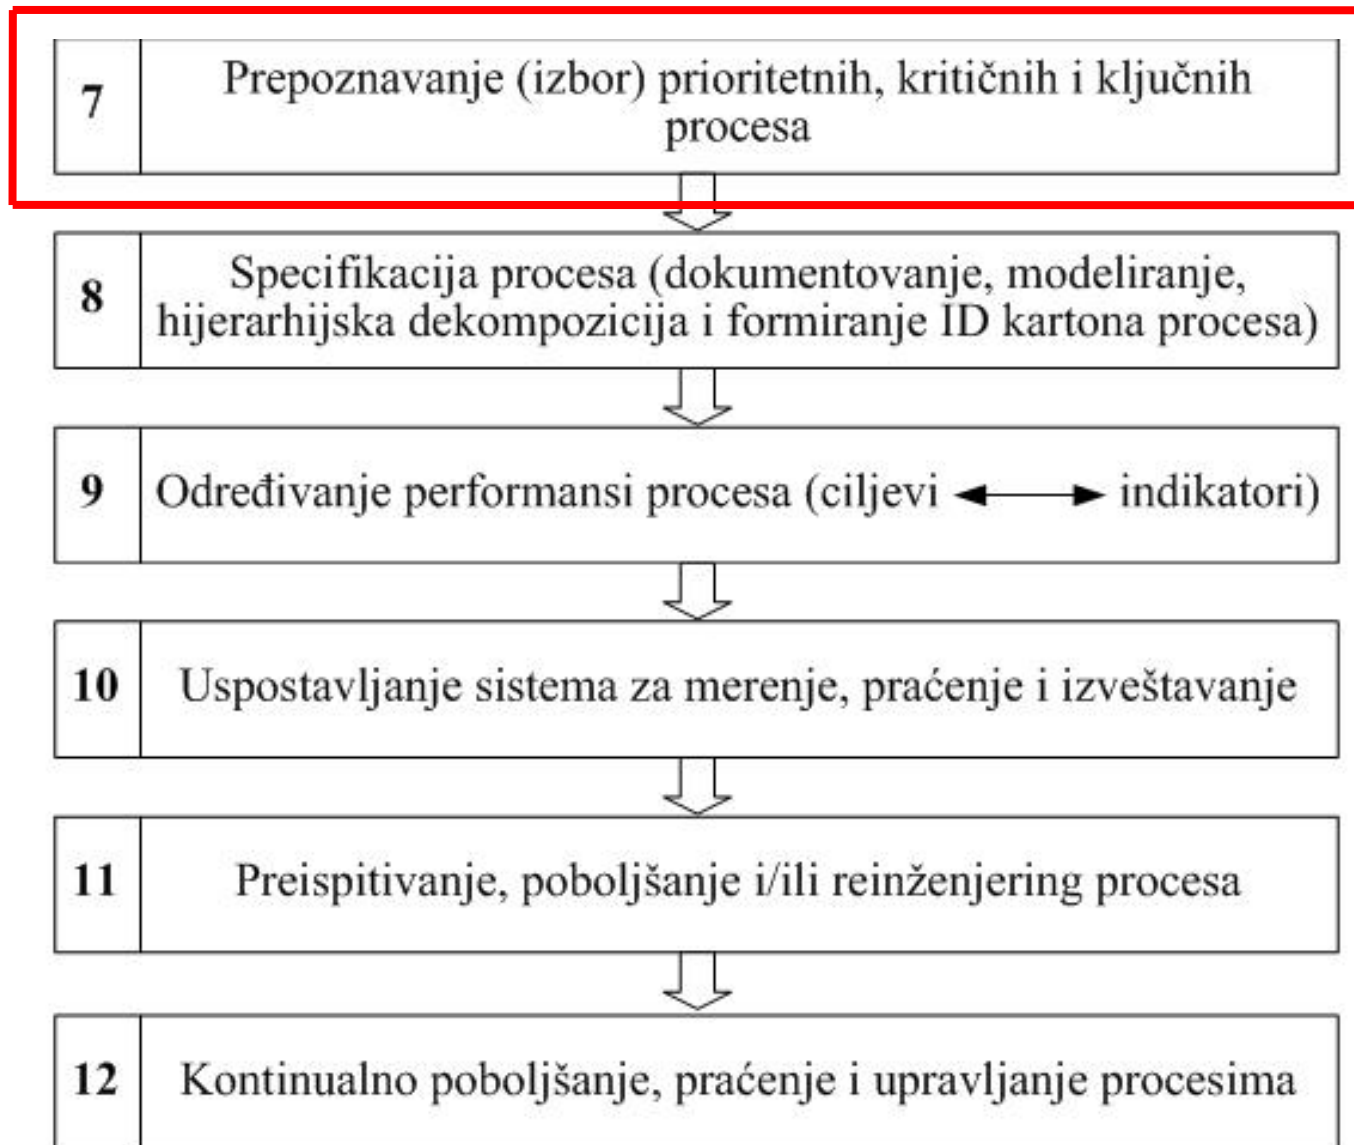 7
Prepoznavanje (izbor) prioritetnih, kritičnih i ključnih
procesa
8
Specifikacija procesa (dokumentovanje, modeliranje,
hijerarhijska dekompozicija i formiranje ID kartona procesa)
9
Određivanje performansi procesa (ciljevi ◄──► indikatori)
10
Uspostavljanje sistema za merenje, praćenje i izveštavanje
11
Preispitivanje, poboljšanje i/ili reinženjering procesa
12
Kontinualno poboljšanje, praćenje i upravljanje procesima